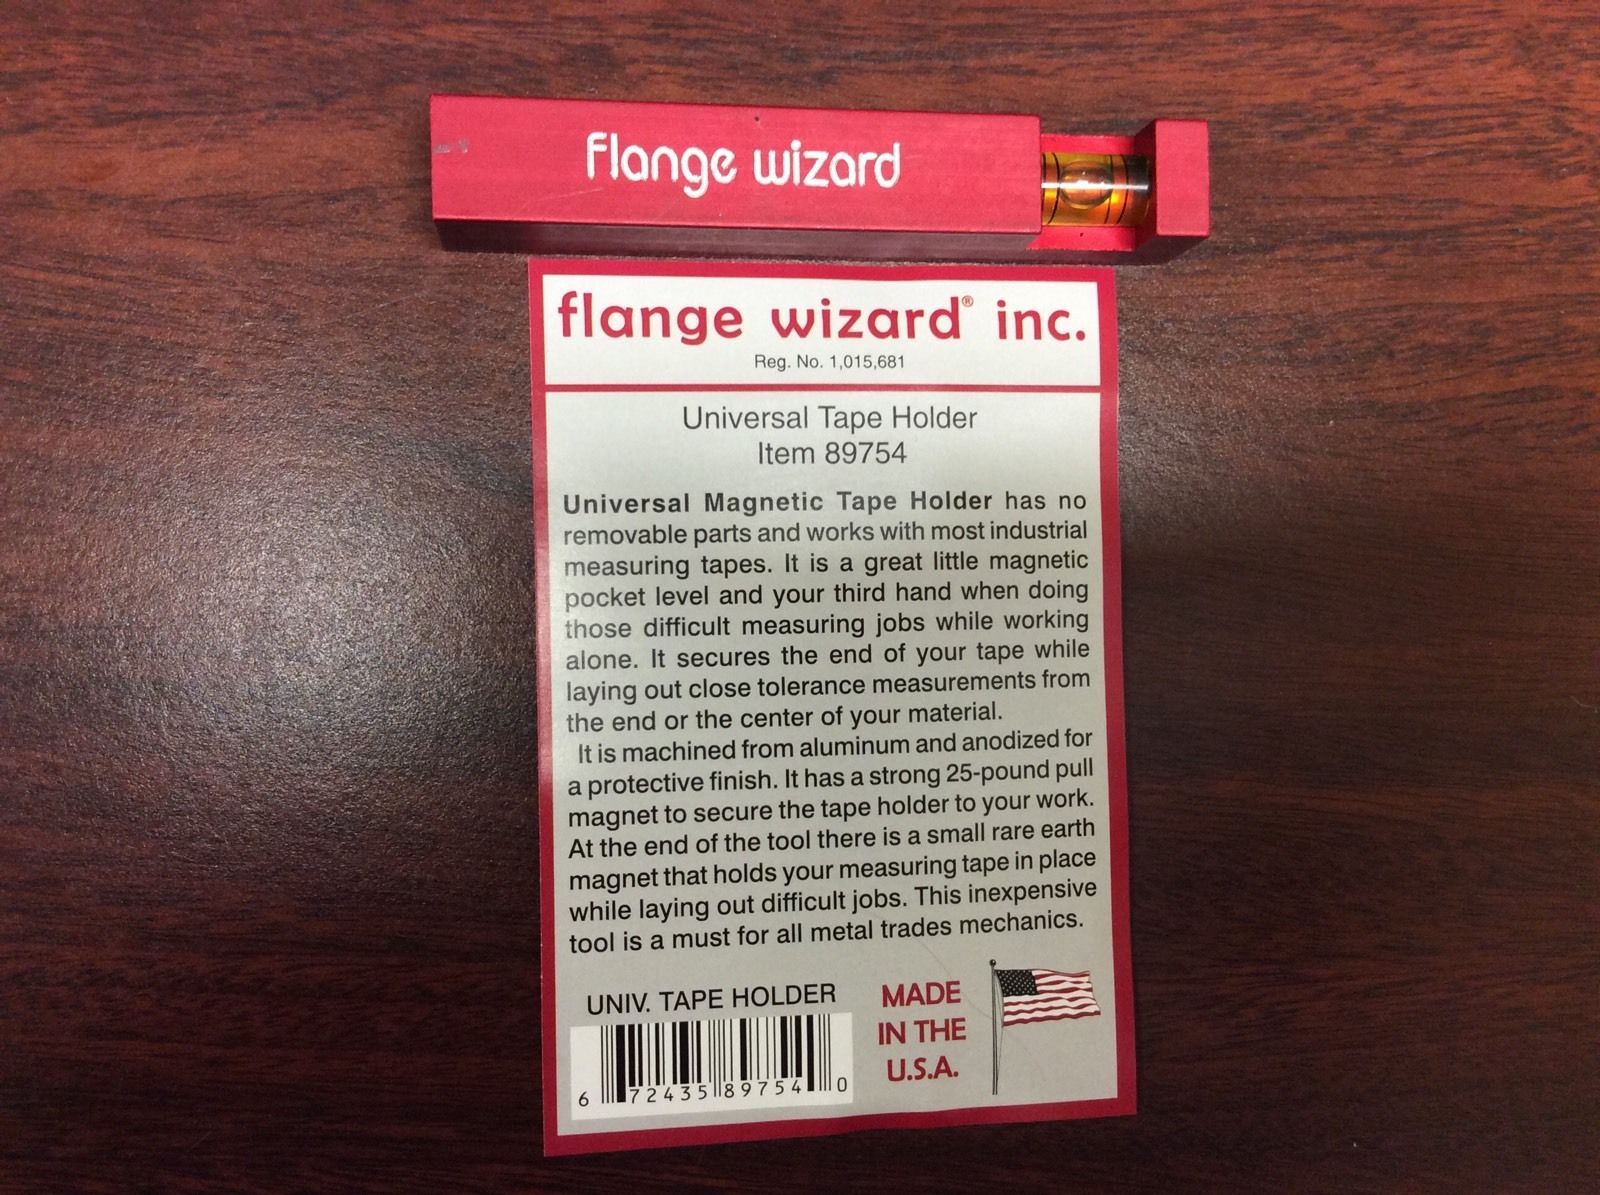 flange wizard
flange wizard® inc.
Reg. No. 1,015,681
Universal Tape Holder
Item 89754
Universal Magnetic Tape Holder has no
removable parts and works with most industrial
measuring tapes. It is a great little magnetic
pocket level and your third hand when doing
those difficult measuring jobs while working
alone. It secures the end of your tape while
laying out close tolerance measurements from
the end or the center of your material.
It is machined from aluminum and anodized for
a protective finish. It has a strong 25-pound pull
magnet to secure the tape holder to your work.
At the end of the tool there is a small rare earth
magnet that holds your measuring tape in place
while laying out difficult jobs. This inexpensive
tool is a must for all metal trades mechanics.
UNIV. TAPE HOLDER
6 72435 89754 0
MADE
IN THE
U.S.A.